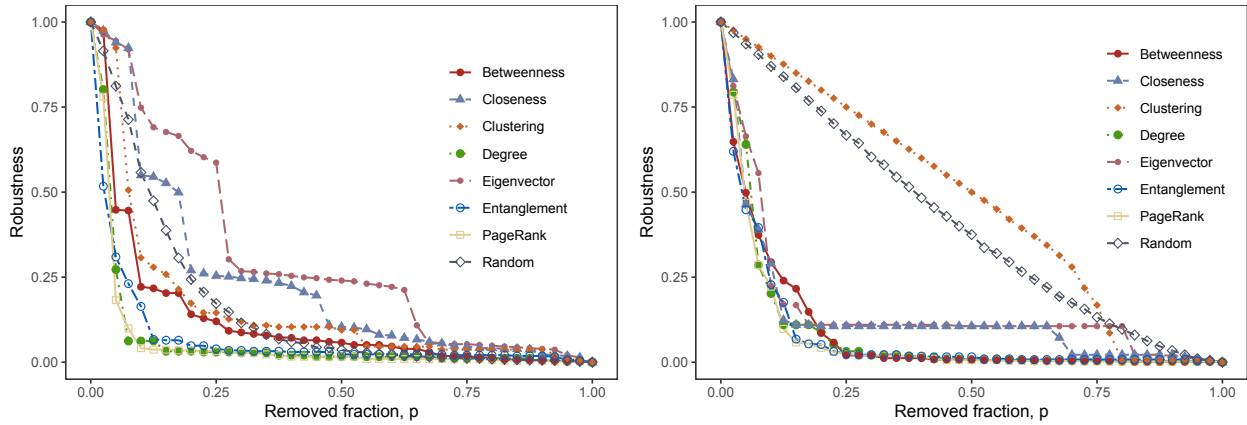 1.00
0.75
0.50
0.25
0.00
Robustness
0.00
0.25
0.50
0.75
1.00
Removed fraction, p
Betweenness
Closeness
Clustering
Degree
Eigenvector
Entanglement
PageRank
Random
1.00
0.75
0.50
0.25
0.00
Robustness
0.00
0.25
0.50
0.75
1.00
Removed fraction, p
Betweenness
Closeness
Clustering
Degree
Eigenvector
Entanglement
PageRank
Random